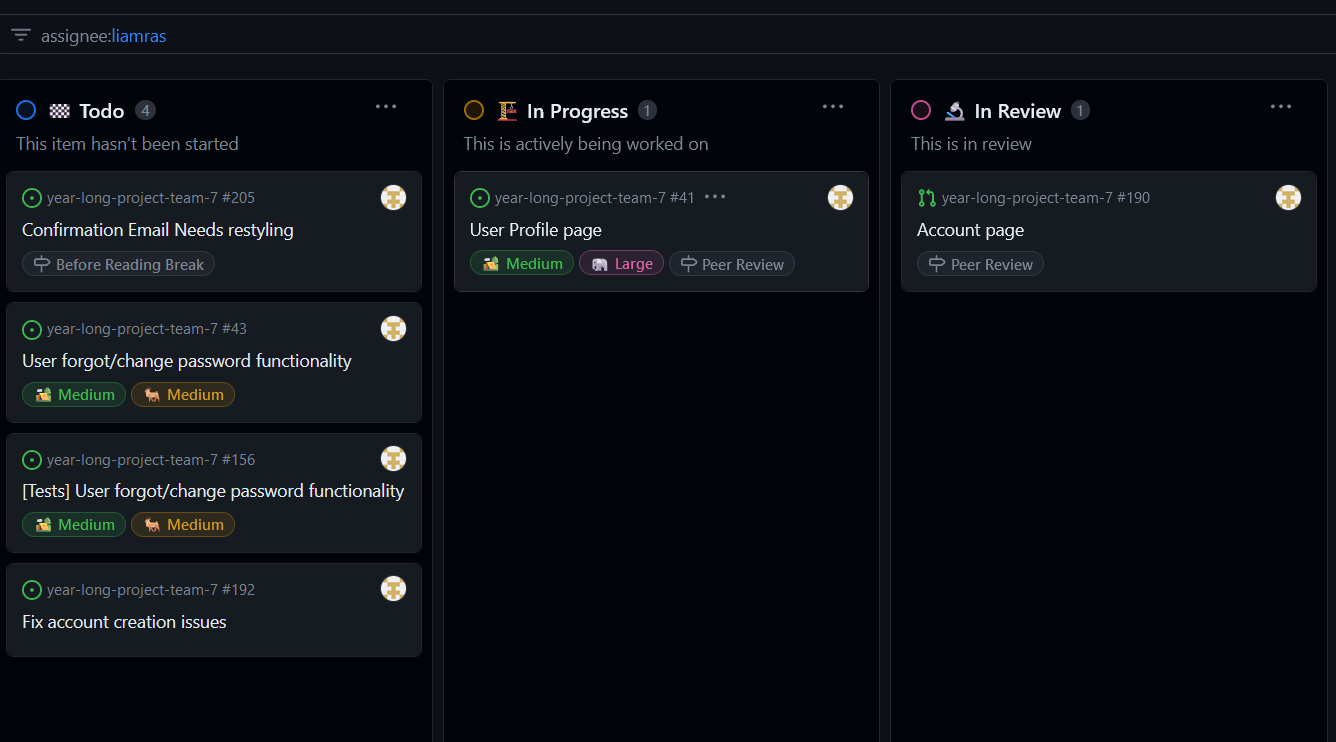 assignee:liamras
Todo 4
This item hasn't been started
year-long-project-team-7 #205
Confirmation Email Needs restyling
Before Reading Break
year-long-project-team-7 #43
User forgot/change password functionality
Medium Medium
year-long-project-team-7 #156
[Tests] User forgot/change password functionality
Medium Medium
year-long-project-team-7 #192
Fix account creation issues
In Progress 1
This is actively being worked on
year-long-project-team-7 #41
User Profile page
Medium Large Peer Review
In Review 1
This is in review
year-long-project-team-7 #190
Account page
Peer Review